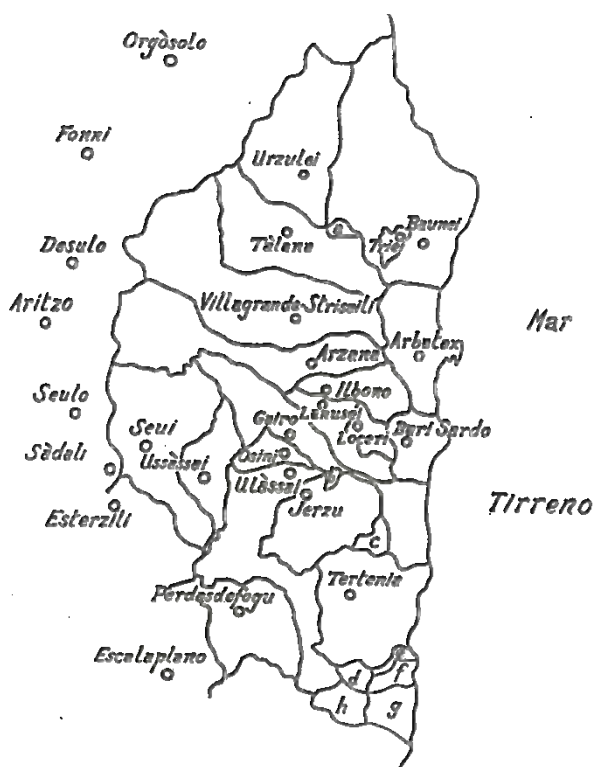 Orgòsolo
Fonni
Urzulei
Desulo
Tàlana
a
Triei
Baunei
Aritzo
Villagrande-Strisaili
Mar
Arzana
Arbatax
Seulo
Ilbono
Lanusei
Gairo
Loceri
Bari Sardo
Seui
Sàdali
Ussàssai
Osini
Ulàssai
Jerzu
Esterzili
Tirreno
c
Tertenia
Perdasdefogu
Escalaplano
d
f
h
g